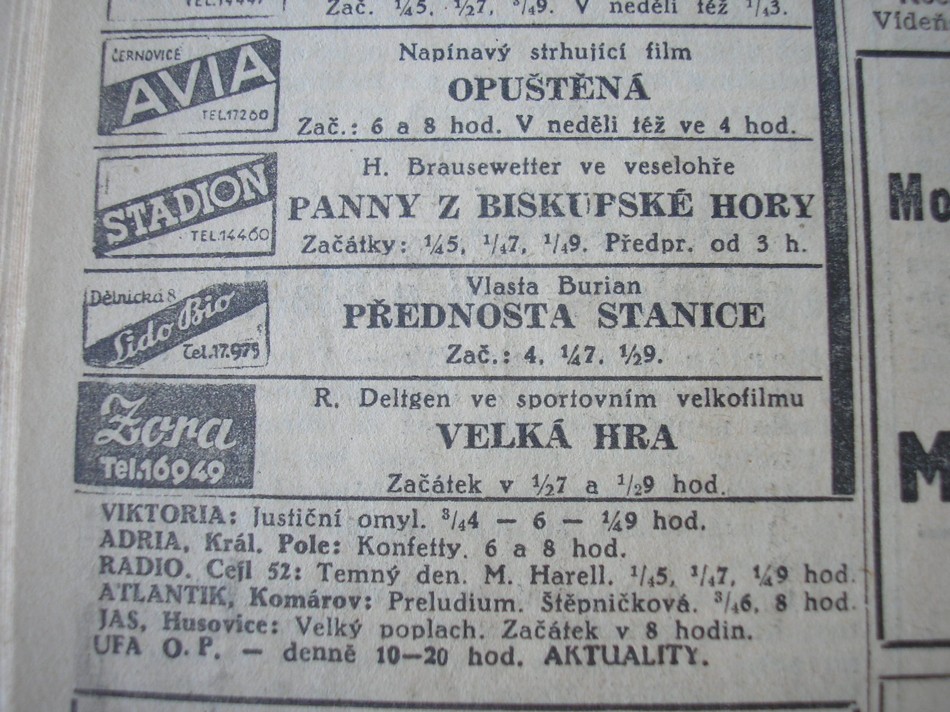 Zač. ¼5, ½7, ¾9. V neděli též ½3.
ČERNOVICE
AVIA
TEL.17260
Napínavý strhující film
OPUŠTĚNÁ
Zač.: 6 a 8 hod. V neděli též ve 4 hod.
STADION
TEL.14460
H. Brausewetter ve veselohře
PANNY Z BISKUPSKÉ HORY
Začátky: ¼5, ¼7, ¼9. Předpr. od 3 h.
Dělnická 8
Lido Bio
Tel.17.975
Vlasta Burian
PŘEDNOSTA STANICE
Zač.: 4, ¼7, ½9.
Zora
Tel.16949
R. Deltgen ve sportovním velkofilmu
VELKÁ HRA
Začátek v ½7 a ½9 hod.
VIKTORIA: Justiční omyl. ¾4 — 6 — ¼9 hod.
ADRIA, Král. Pole: Konfetty. 6 a 8 hod.
RADIO, Cejl 52: Temný den. M. Harell. ¼5, ¼7, ¼9 hod.
ATLANTIK, Komárov: Preludium. Štěpničková. ¾6, 8 hod.
JAS, Husovice: Velký poplach. Začátek v 8 hodin.
UFA O. P. — denně 10—20 hod. AKTUALITY.
Videň
Mo
M